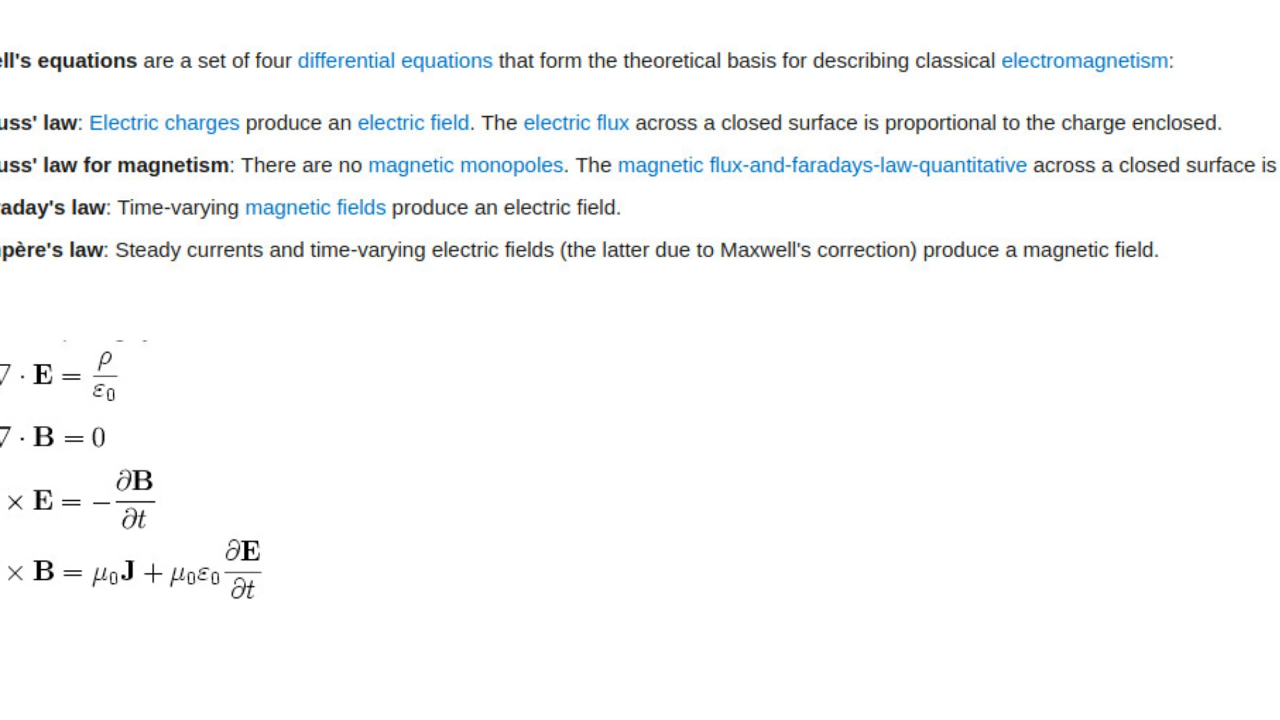 ell's equations are a set of four differential equations that form the theoretical basis for describing classical electromagnetism:
uss' law: Electric charges produce an electric field. The electric flux across a closed surface is proportional to the charge enclosed.
uss' law for magnetism: There are no magnetic monopoles. The magnetic flux-and-faradays-law-quantitative across a closed surface is
raday's law: Time-varying magnetic fields produce an electric field.
père's law: Steady currents and time-varying electric fields (the latter due to Maxwell's correction) produce a magnetic field.
∇ · E = ρ/ε₀
∇ · B = 0
× E = −∂B/∂t
× B = μ₀J + μ₀ε₀ ∂E/∂t